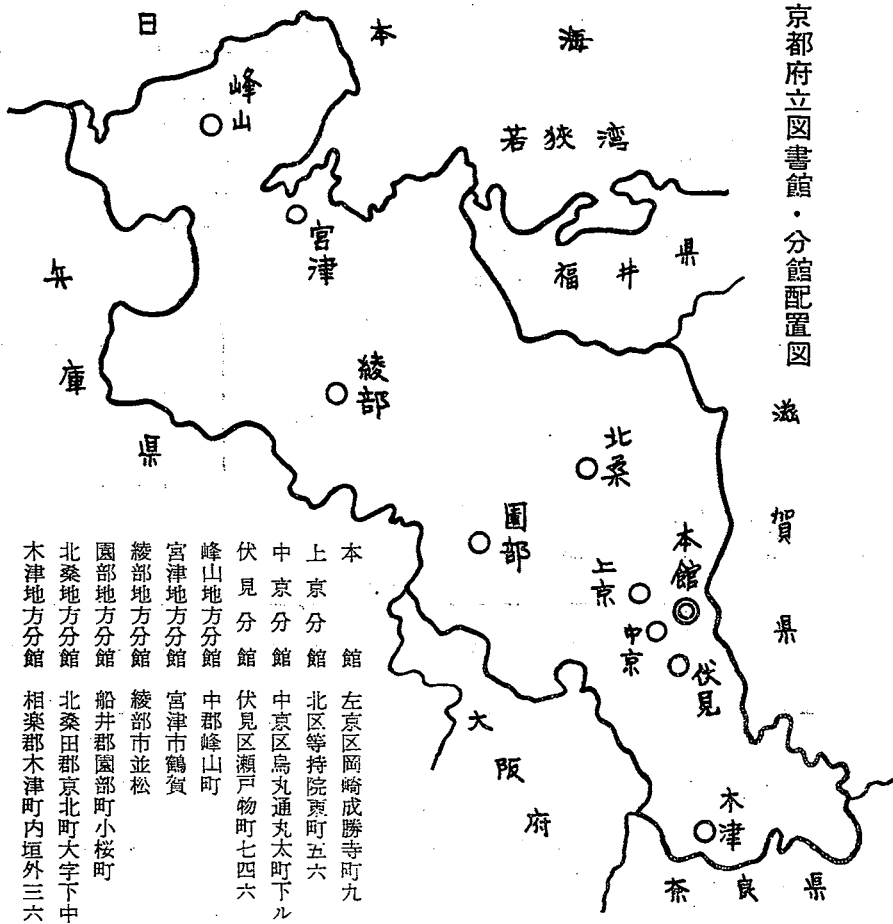 京都府立図書館・分館配置図
日本海
若狭湾
福井県
滋賀県
兵庫県
大阪府
奈良県
峰山
宮津
綾部
北桑
園部
本館
上京
中京
伏見
木津
本館 左京区岡崎成勝寺町九
上京分館 北区等持院東町五六
中京分館 中京区烏丸通丸太町下ル
伏見分館 伏見区瀬戸物町七四六
峰山地方分館 中郡峰山町
宮津地方分館 宮津市鶴賀
綾部地方分館 綾部市並松
園部地方分館 船井郡園部町小桜町
北桑地方分館 北桑田郡京北町大字下中
木津地方分館 相楽郡木津町内垣外三六